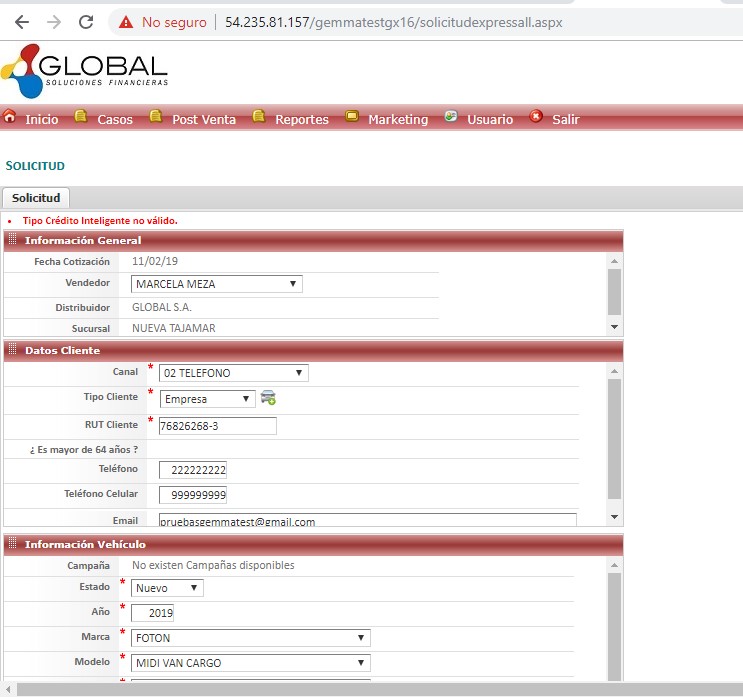 No seguro | 54.235.81.157/gemmatestgx16/solicitudexpressall.aspx
GLOBAL
SOLUCIONES FINANCIERAS
Inicio Casos Post Venta Reportes Marketing Usuario Salir
SOLICITUD
Solicitud
• Tipo Crédito Inteligente no válido.
Información General
Fecha Cotización 11/02/19
Vendedor MARCELA MEZA
Distribuidor GLOBAL S.A.
Sucursal NUEVA TAJAMAR
Datos Cliente
Canal * 02 TELEFONO
Tipo Cliente * Empresa
RUT Cliente * 76826268-3
¿ Es mayor de 64 años ?
Teléfono 222222222
Teléfono Celular 999999999
Email pruebasgemmatest@gmail.com
Información Vehículo
Campaña No existen Campañas disponibles
Estado * Nuevo
Año * 2019
Marca * FOTON
Modelo * MIDI VAN CARGO